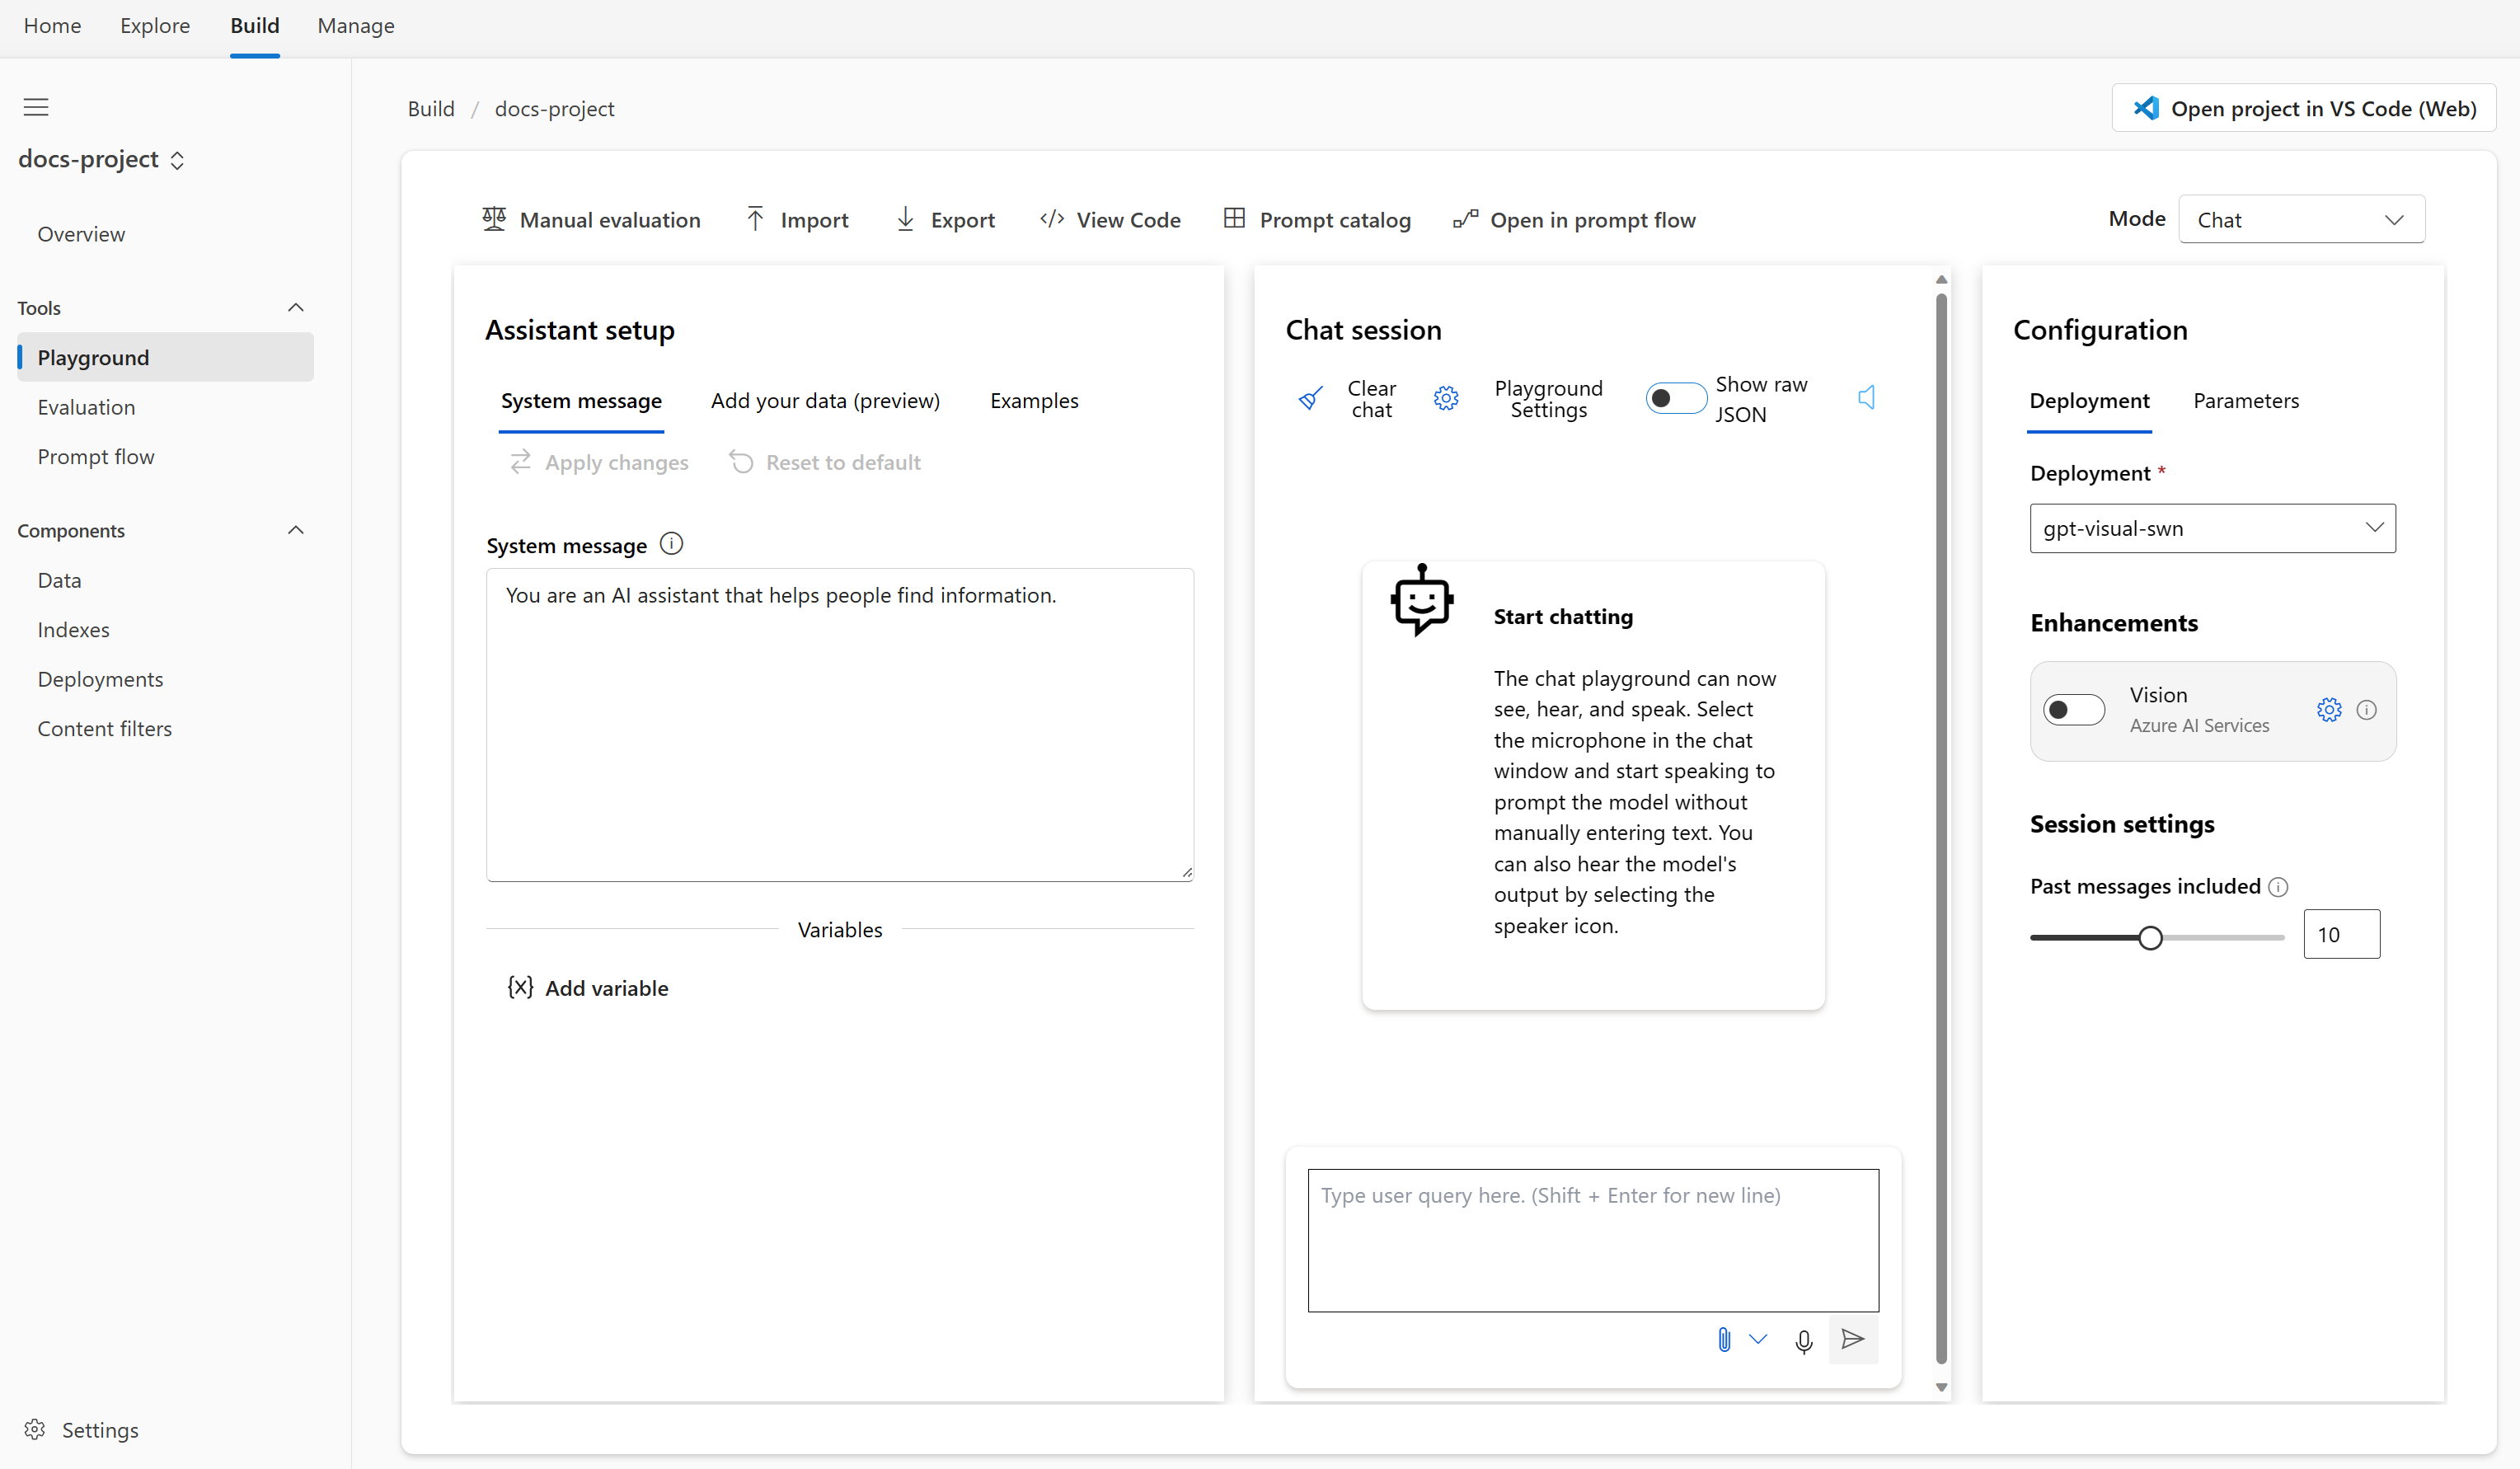 Home
Explore
Build
Manage
docs-project
Overview
Tools
Playground
Evaluation
Prompt flow
Components
Data
Indexes
Deployments
Content filters
Settings
Build / docs-project
Open project in VS Code (Web)
Manual evaluation
Import
Export
View Code
Prompt catalog
Open in prompt flow
Mode
Chat
Assistant setup
System message
Add your data (preview)
Examples
Apply changes
Reset to default
System message
You are an AI assistant that helps people find information.
Variables
{x} Add variable
Chat session
Clear
chat
Playground
Settings
Show raw
JSON
Start chatting
The chat playground can now
see, hear, and speak. Select
the microphone in the chat
window and start speaking to
prompt the model without
manually entering text. You
can also hear the model's
output by selecting the
speaker icon.
Type user query here. (Shift + Enter for new line)
Configuration
Deployment
Parameters
Deployment *
gpt-visual-swn
Enhancements
Vision
Azure AI Services
Session settings
Past messages included
10